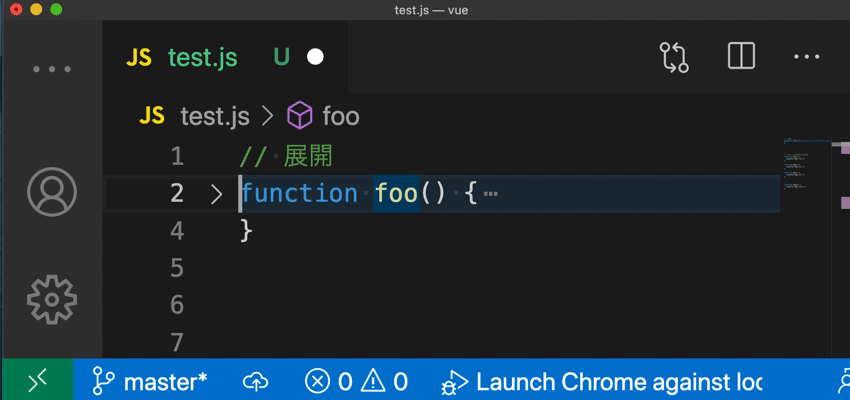 test.js — vue
JS test.js U
JS test.js > foo
1 // 展開
2 > function foo() { ⋯
4 }
5
6
7
master* 0 0 Launch Chrome against loc